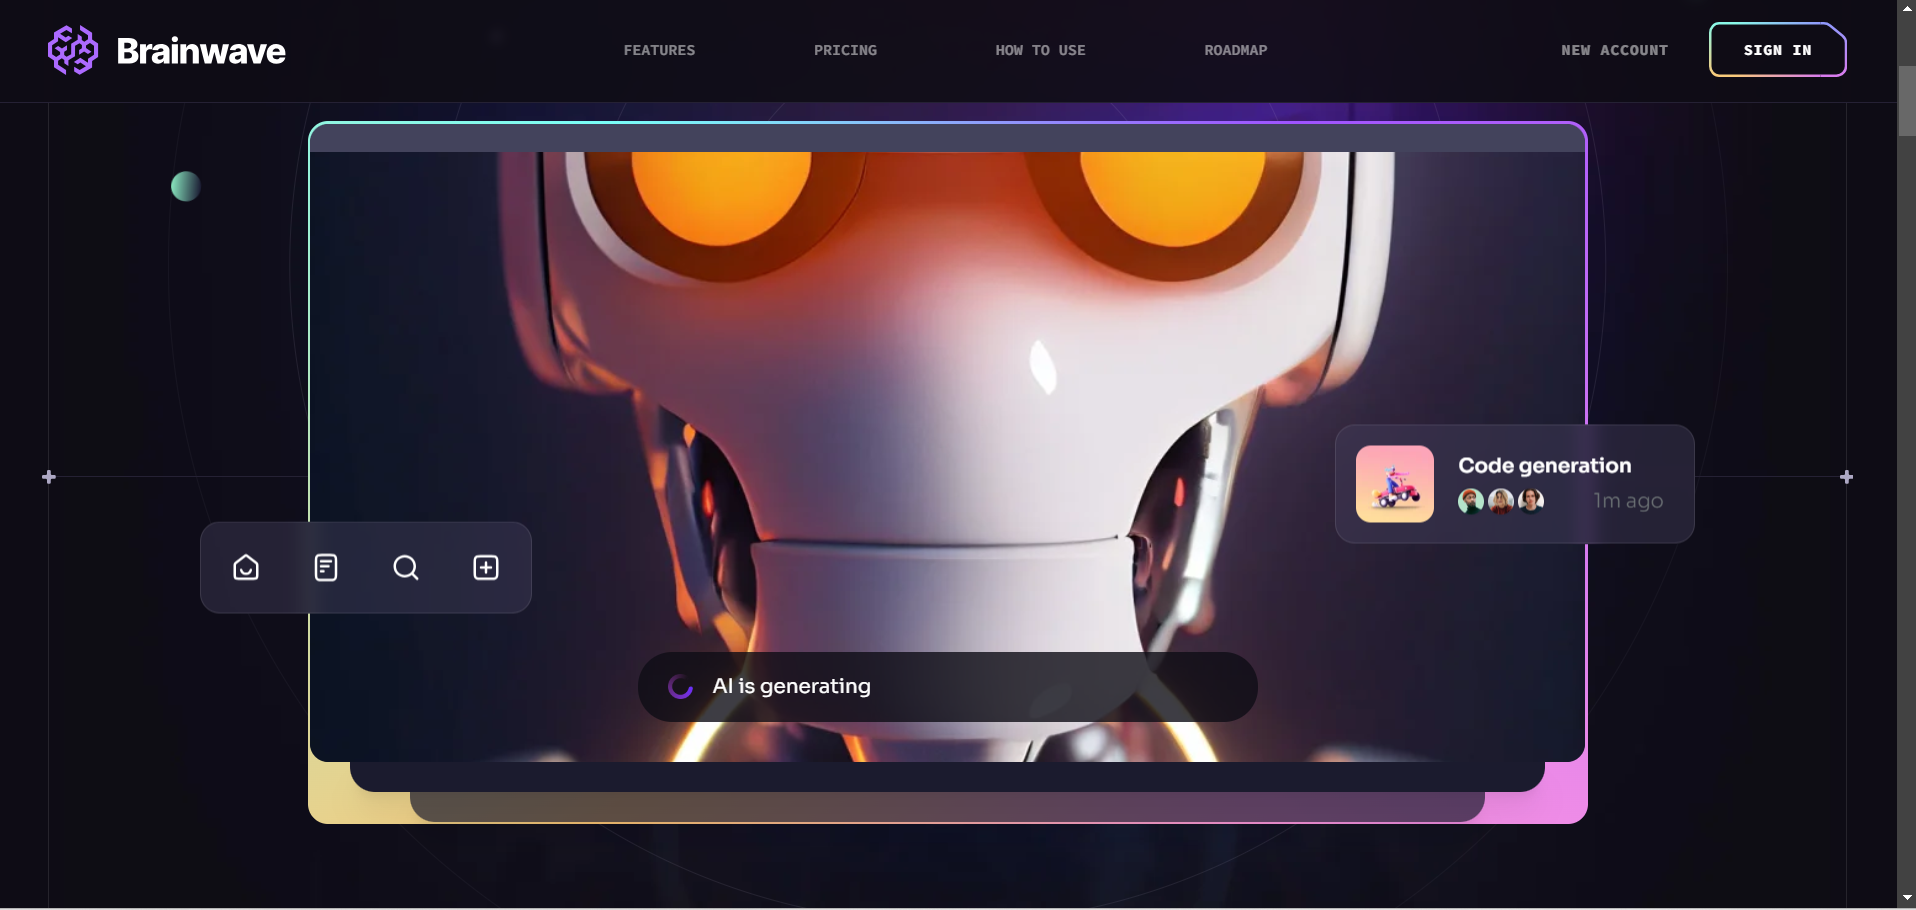 Brainwave
FEATURES
PRICING
HOW TO USE
ROADMAP
NEW ACCOUNT
SIGN IN
Code generation
1m ago
AI is generating